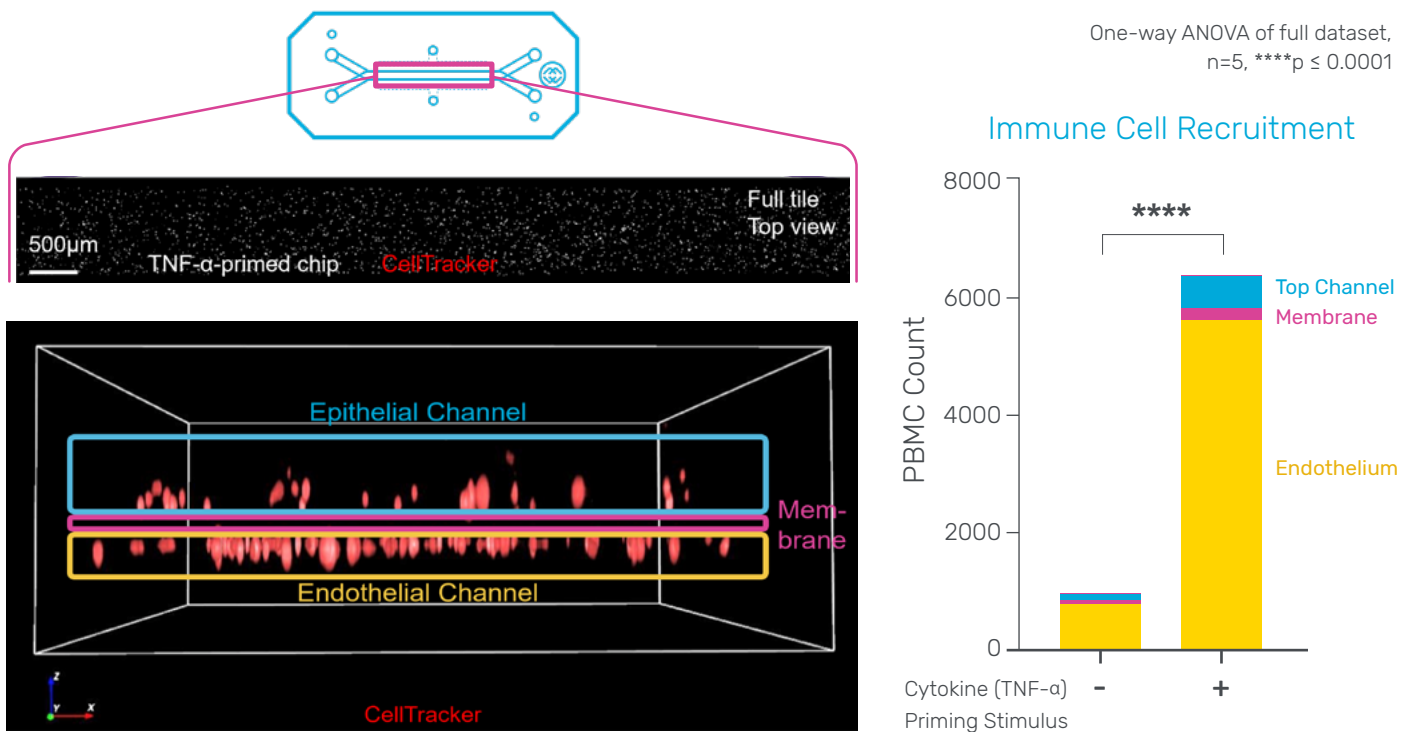 Full tile
Top view
500µm
TNF-α-primed chip
CellTracker
Epithelial Channel
Mem-
brane
Endothelial Channel
Z
Y
X
CellTracker
One-way ANOVA of full dataset,
n=5, ****p ≤ 0.0001
Immune Cell Recruitment
PBMC Count
8000
6000
4000
2000
0
****
Top Channel
Membrane
Endothelium
Cytokine (TNF-α) - +
Priming Stimulus